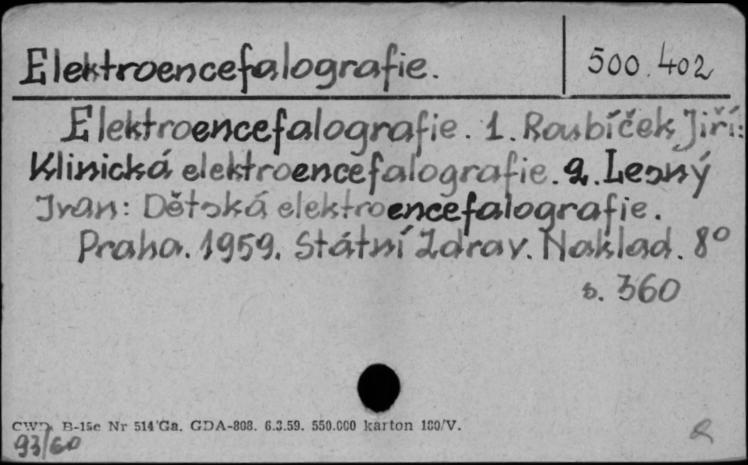 Elektroencefalografie.
500.402
Elektroencefalografie. 1. Roubíček Jiří:
Klinická elektroencefalografie. 2. Lesný
Ivan: Dětská elektroencefalografie.
Praha. 1959. Státní Zdrav. Naklad. 8°
s. 360
CWD, B-15c Nr 514 Ga. GDA-808. 6.3.59. 550.000 karton 180/V.
93/60